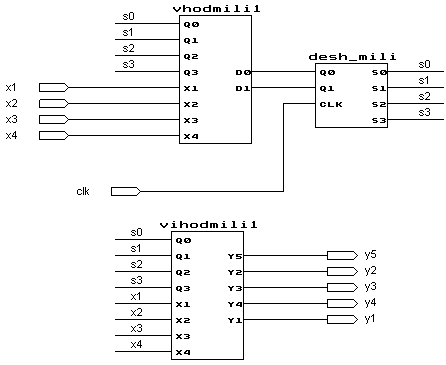 vhodmili1
s0 Q0
s1 Q1
s2 Q2
s3 Q3 D0
x1 X1 D1
x2 X2
x3 X3
x4 X4
desh_mili
Q0 S0 s0
Q1 S1 s1
CLK S2 s2
S3 s3
clk
vihodmili1
s0 Q0
s1 Q1 Y5 y5
s2 Q2 Y2 y2
s3 Q3 Y3 y3
x1 X1 Y4 y4
x2 X2 Y1 y1
x3 X3
x4 X4